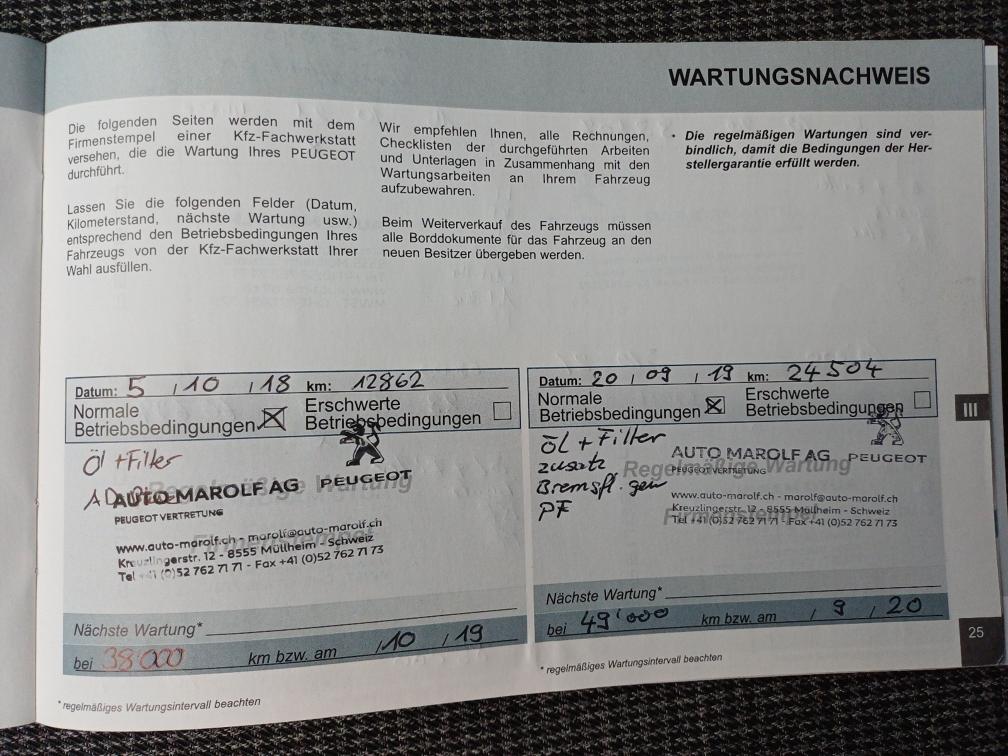 WARTUNGSNACHWEIS
Die folgenden Seiten werden mit dem
Firmenstempel einer Kfz-Fachwerkstatt
versehen, die die Wartung Ihres PEUGEOT
durchführt.
Lassen Sie die folgenden Felder (Datum,
Kilometerstand, nächste Wartung usw.)
entsprechend den Betriebsbedingungen Ihres
Fahrzeugs von der Kfz-Fachwerkstatt Ihrer
Wahl ausfüllen.
Wir empfehlen Ihnen, alle Rechnungen,
Checklisten der durchgeführten Arbeiten
und Unterlagen in Zusammenhang mit den
Wartungsarbeiten an Ihrem Fahrzeug
aufzubewahren.
Beim Weiterverkauf des Fahrzeugs müssen
alle Borddokumente für das Fahrzeug an den
neuen Besitzer übergeben werden.
• Die regelmäßigen Wartungen sind ver-
bindlich, damit die Bedingungen der Her-
stellergarantie erfüllt werden.
Datum: 5 / 10 / 18 km: 12862
Normale
Betriebsbedingungen
Erschwerte
Betriebsbedingungen
Öl + Filter
Regelmäßige Wartung
AUTO MAROLF AG PEUGEOT
PEUGEOT VERTRETUNG
Firmenstempel
www.auto-marolf.ch - marolf@auto-marolf.ch
Kreuzlingerstr. 12 - 8555 Müllheim - Schweiz
Tel +41 (0)52 762 71 71 - Fax +41 (0)52 762 71 73
Nächste Wartung*
bei 38000 km bzw. am / 10 / 19
* regelmäßiges Wartungsintervall beachten
Datum: 20 / 09 / 19 km: 24504
Normale
Betriebsbedingungen
Erschwerte
Betriebsbedingungen
Öl + Filter
zusatz
Bremsfl. gew
PF
AUTO MAROLF AG PEUGEOT
Regelmäßige Wartung
PEUGEOT VERTRETUNG
www.auto-marolf.ch - marolf@auto-marolf.ch
Kreuzlingerstr. 12 - 8555 Müllheim - Schweiz
Firmenstempel
Tel +41 (0)52 762 71 71 - Fax +41 (0)52 762 71 73
Nächste Wartung*
bei 49'000 km bzw. am / 9 / 20
* regelmäßiges Wartungsintervall beachten
III
25